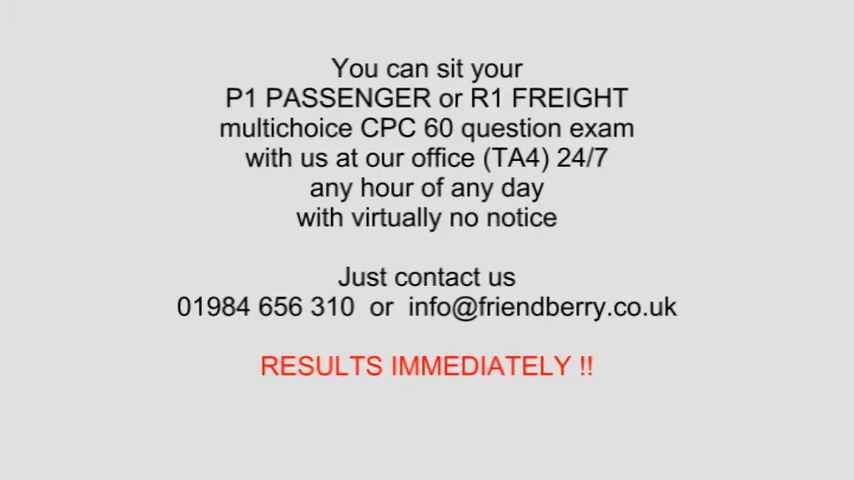 You can sit your
P1 PASSENGER or R1 FREIGHT
multichoice CPC 60 question exam
with us at our office (TA4) 24/7
any hour of any day
with virtually no notice
Just contact us
01984 656 310 or info@friendberry.co.uk
RESULTS IMMEDIATELY !!